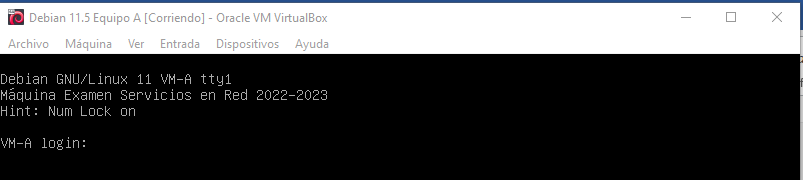 Debian 11.5 Equipo A [Corriendo] - Oracle VM VirtualBox
Archivo Máquina Ver Entrada Dispositivos Ayuda
Debian GNU/Linux 11 VM-A tty1
Máquina Examen Servicios en Red 2022-2023
Hint: Num Lock on
VM-A login: